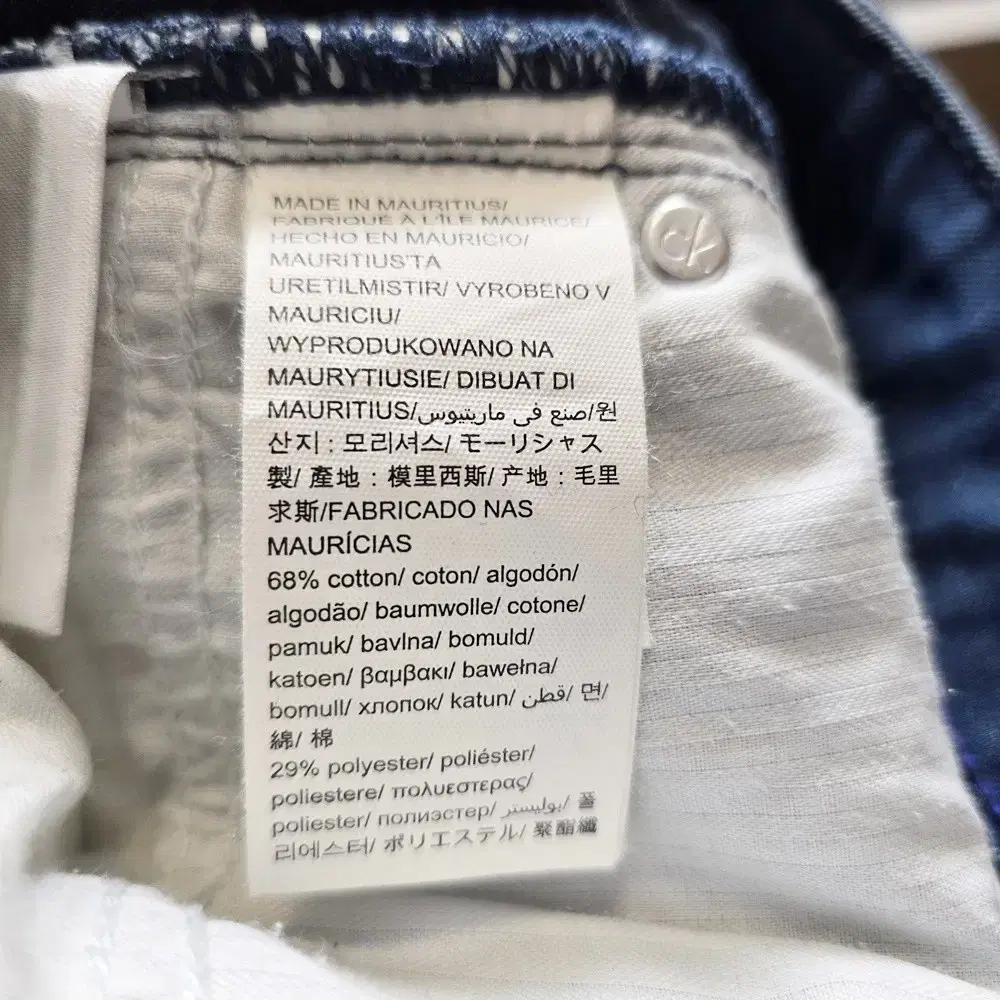 MADE IN MAURITIUS/
FABRIQUÉ À L'ÎLE MAURICE/
HECHO EN MAURICIO/
MAURITIUS'TA
URETILMISTIR/ VYROBENO V
MAURICIU/
WYPRODUKOWANO NA
MAURYTIUSIE/ DIBUAT DI
MAURITIUS/صنع في ماريتيوس/원
산지 : 모리셔스/ モーリシャス
製/ 產地 : 模里西斯/ 产地 : 毛里
求斯/FABRICADO NAS
MAURÍCIAS
68% cotton/ coton/ algodón/
algodão/ baumwolle/ cotone/
pamuk/ bavlna/ bomuld/
katoen/ βαμβακι/ bawełna/
bomull/ хлопок/ katun/ قطن/ 면/
綿/ 棉
29% polyester/ poliéster/
poliestere/ πολυεστερας/
poliester/ полиэстер/ بوليستر/ 폴
리에스터/ ポリエステル/ 聚酯纖